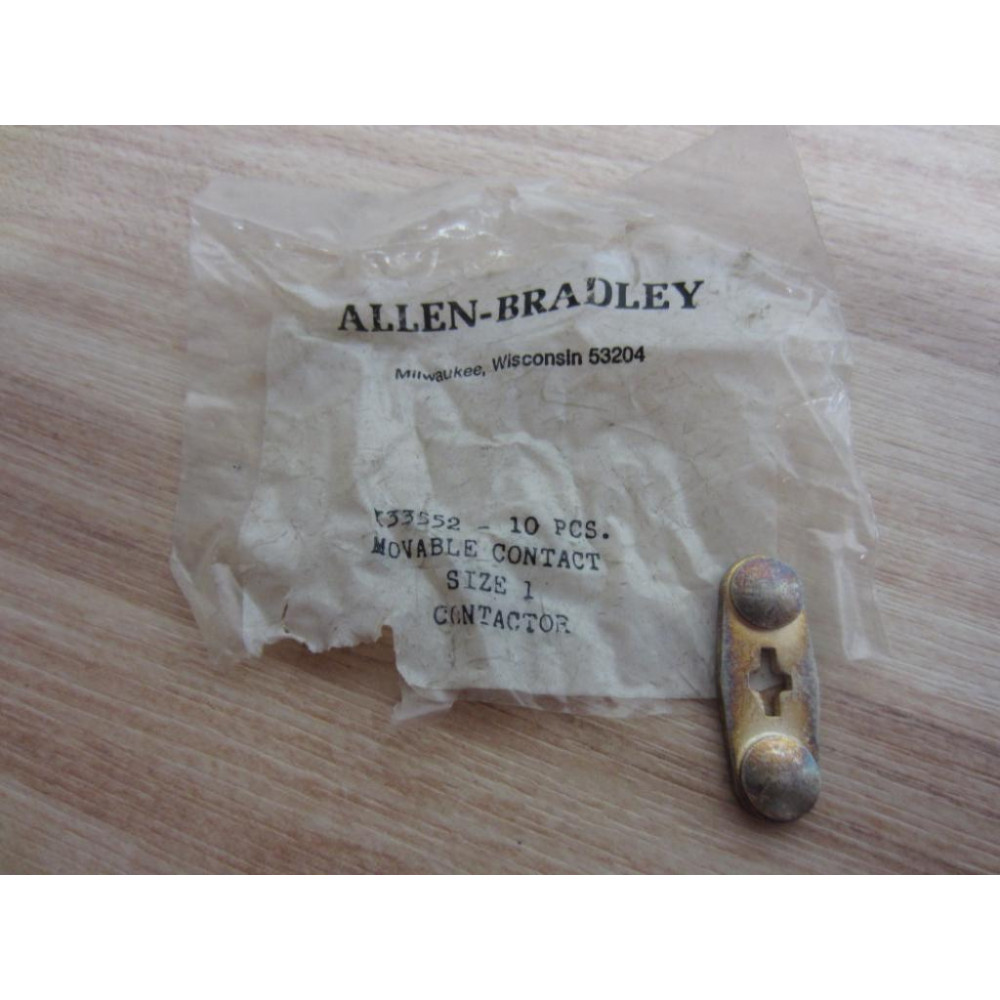 ALLEN-BRADLEY
Milwaukee, Wisconsin 53204
- 10 PCS.
MOVABLE CONTACT
SIZE 1
CONTACTOR